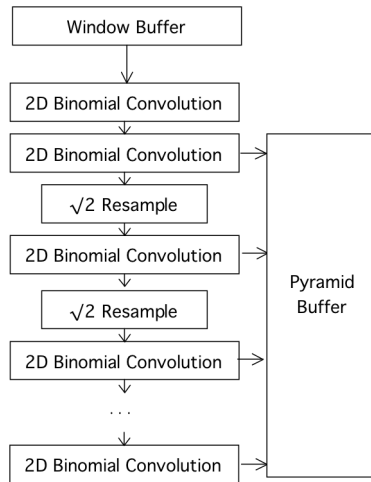 Window Buffer
2D Binomial Convolution
2D Binomial Convolution
√2 Resample
2D Binomial Convolution
√2 Resample
2D Binomial Convolution
...
2D Binomial Convolution
Pyramid
Buffer